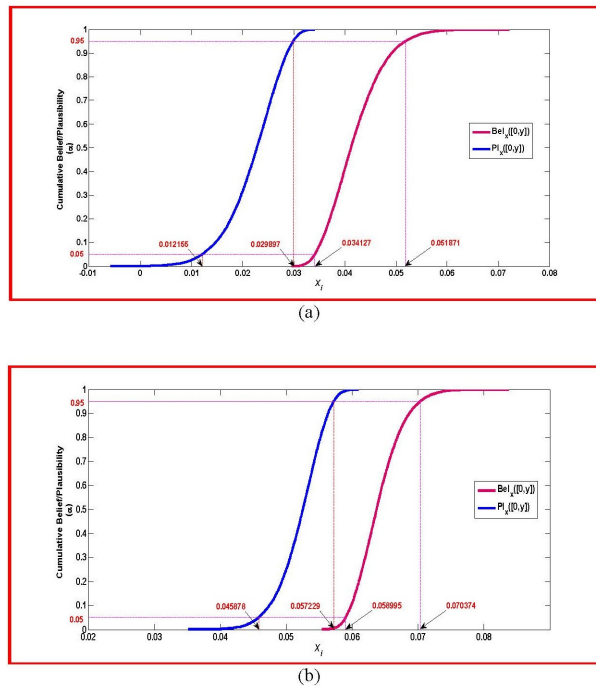 1
0.95
0.9
0.8
0.7
0.6
0.5
0.4
0.3
0.2
0.1
0.05
0
Cumulative Belief/Plausibility
(α)
Bel_x([0,y])
Pl_x([0,y])
0.012155
0.029897
0.034127
0.051871
-0.01 0 0.01 0.02 0.03 0.04 0.05 0.06 0.07 0.08
X_i
(a)
1
0.95
0.9
0.8
0.7
0.6
0.5
0.4
0.3
0.2
0.1
0.05
0
Cumulative Belief/Plausibility
(α)
Bel_x([0,y])
Pl_x([0,y])
0.045878
0.057229
0.058995
0.070374
0.02 0.03 0.04 0.05 0.06 0.07 0.08
X_i
(b)